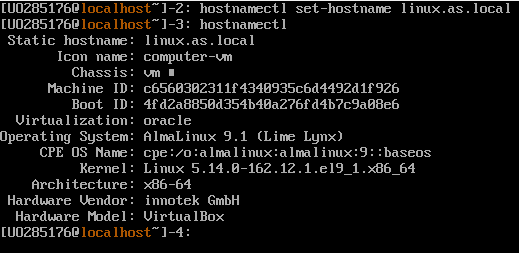 [UO285176@localhost~]-2: hostnamectl set-hostname linux.as.local
[UO285176@localhost~]-3: hostnamectl
Static hostname: linux.as.local
Icon name: computer-vm
Chassis: vm ∎
Machine ID: c6560302311f4340935c6d4492d1f926
Boot ID: 4fd2a8850d354b40a276fd4b7c9a08e6
Virtualization: oracle
Operating System: AlmaLinux 9.1 (Lime Lynx)
CPE OS Name: cpe:/o:almalinux:almalinux:9::baseos
Kernel: Linux 5.14.0-162.12.1.el9_1.x86_64
Architecture: x86-64
Hardware Vendor: innotek GmbH
Hardware Model: VirtualBox
[UO285176@localhost~]-4: